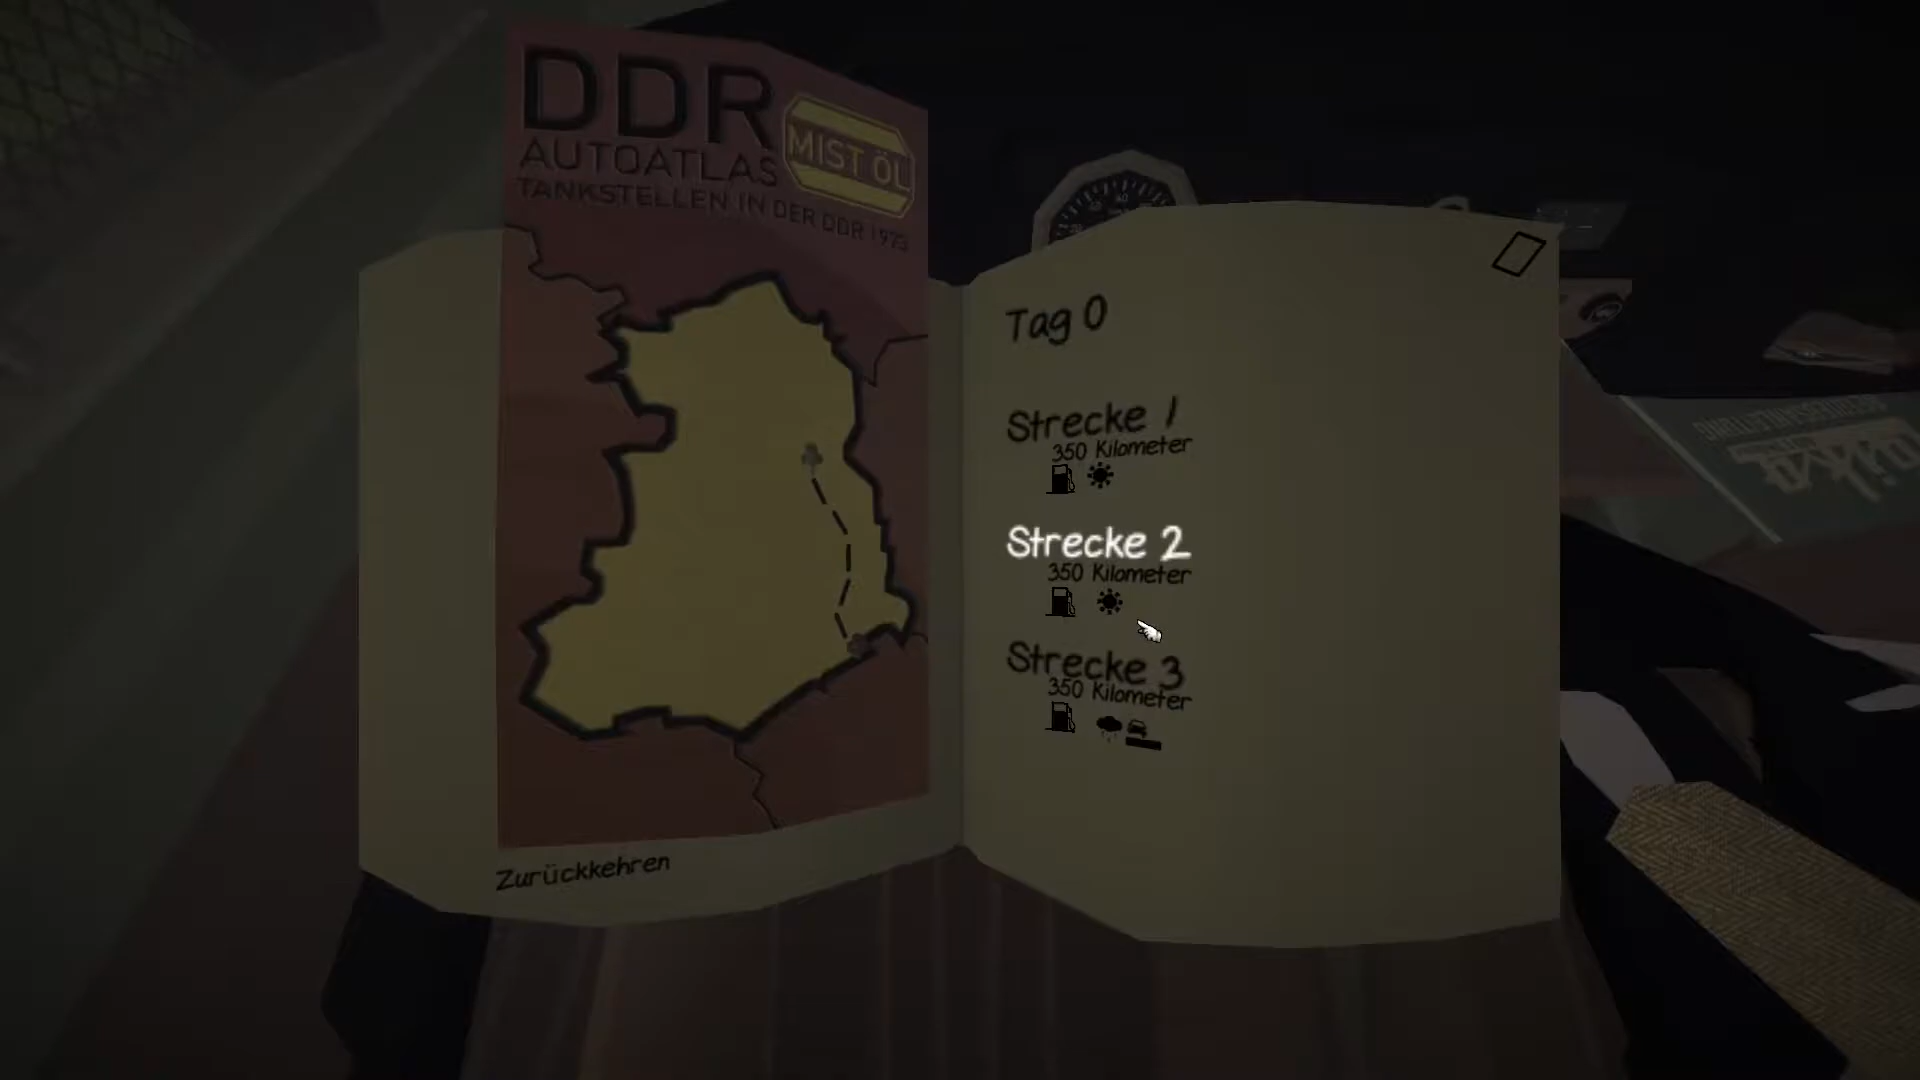 DDR
AUTOATLAS
MIST ÖL
TANKSTELLEN IN DER DDR 1973
Zurückkehren
Tag 0
Strecke 1
350 Kilometer
Strecke 2
350 Kilometer
Strecke 3
350 Kilometer